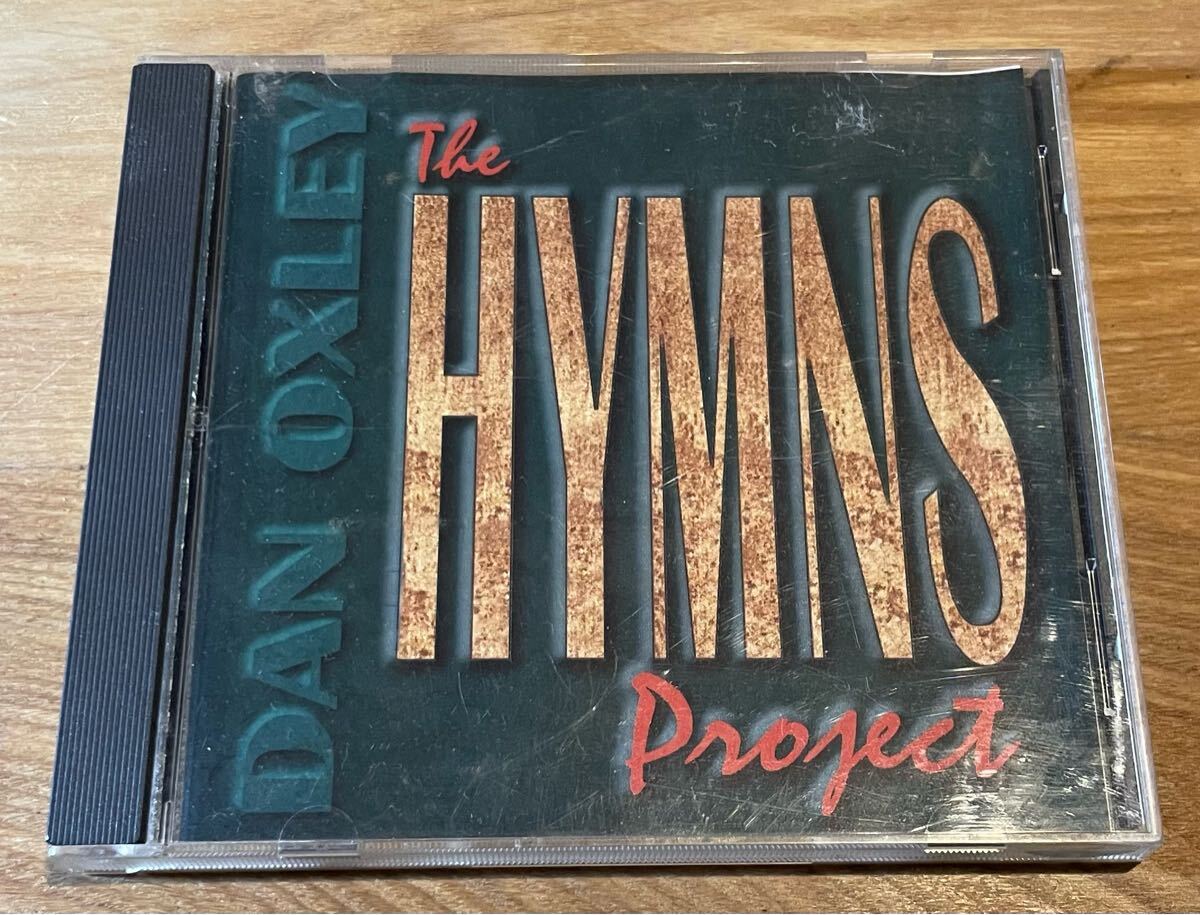 DAN OXLEY
The
HYMNS
Project